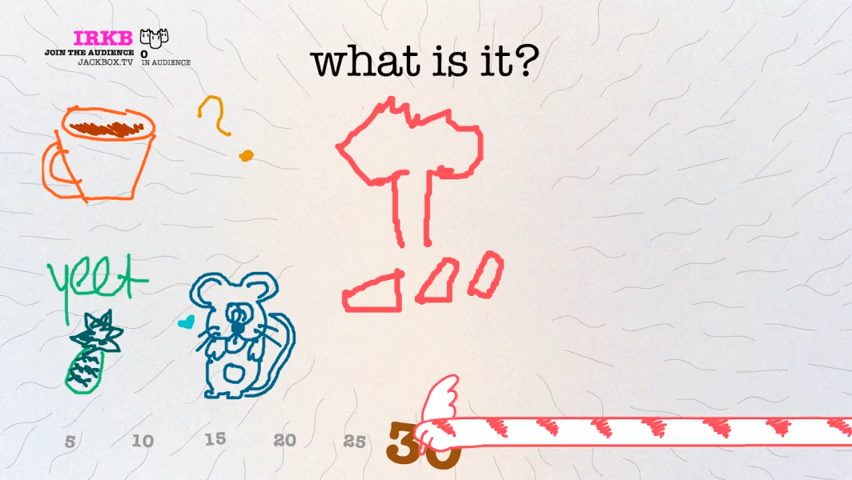 IRKB
JOIN THE AUDIENCE
JACKBOX.TV
0
IN AUDIENCE
what is it?
?
yeet
5 10 15 20 25 30